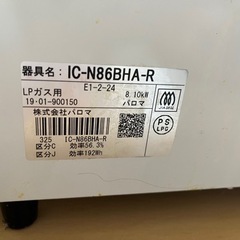 器具名: IC-N86BHA-R
LPガス用 E1-2-24 8.10kW
19·01-900150 パロマ
株式会社パロマ
PS
LPG
325 IC-N86BHA-R
区分C 効率56.3%
区分J 効率192Wh